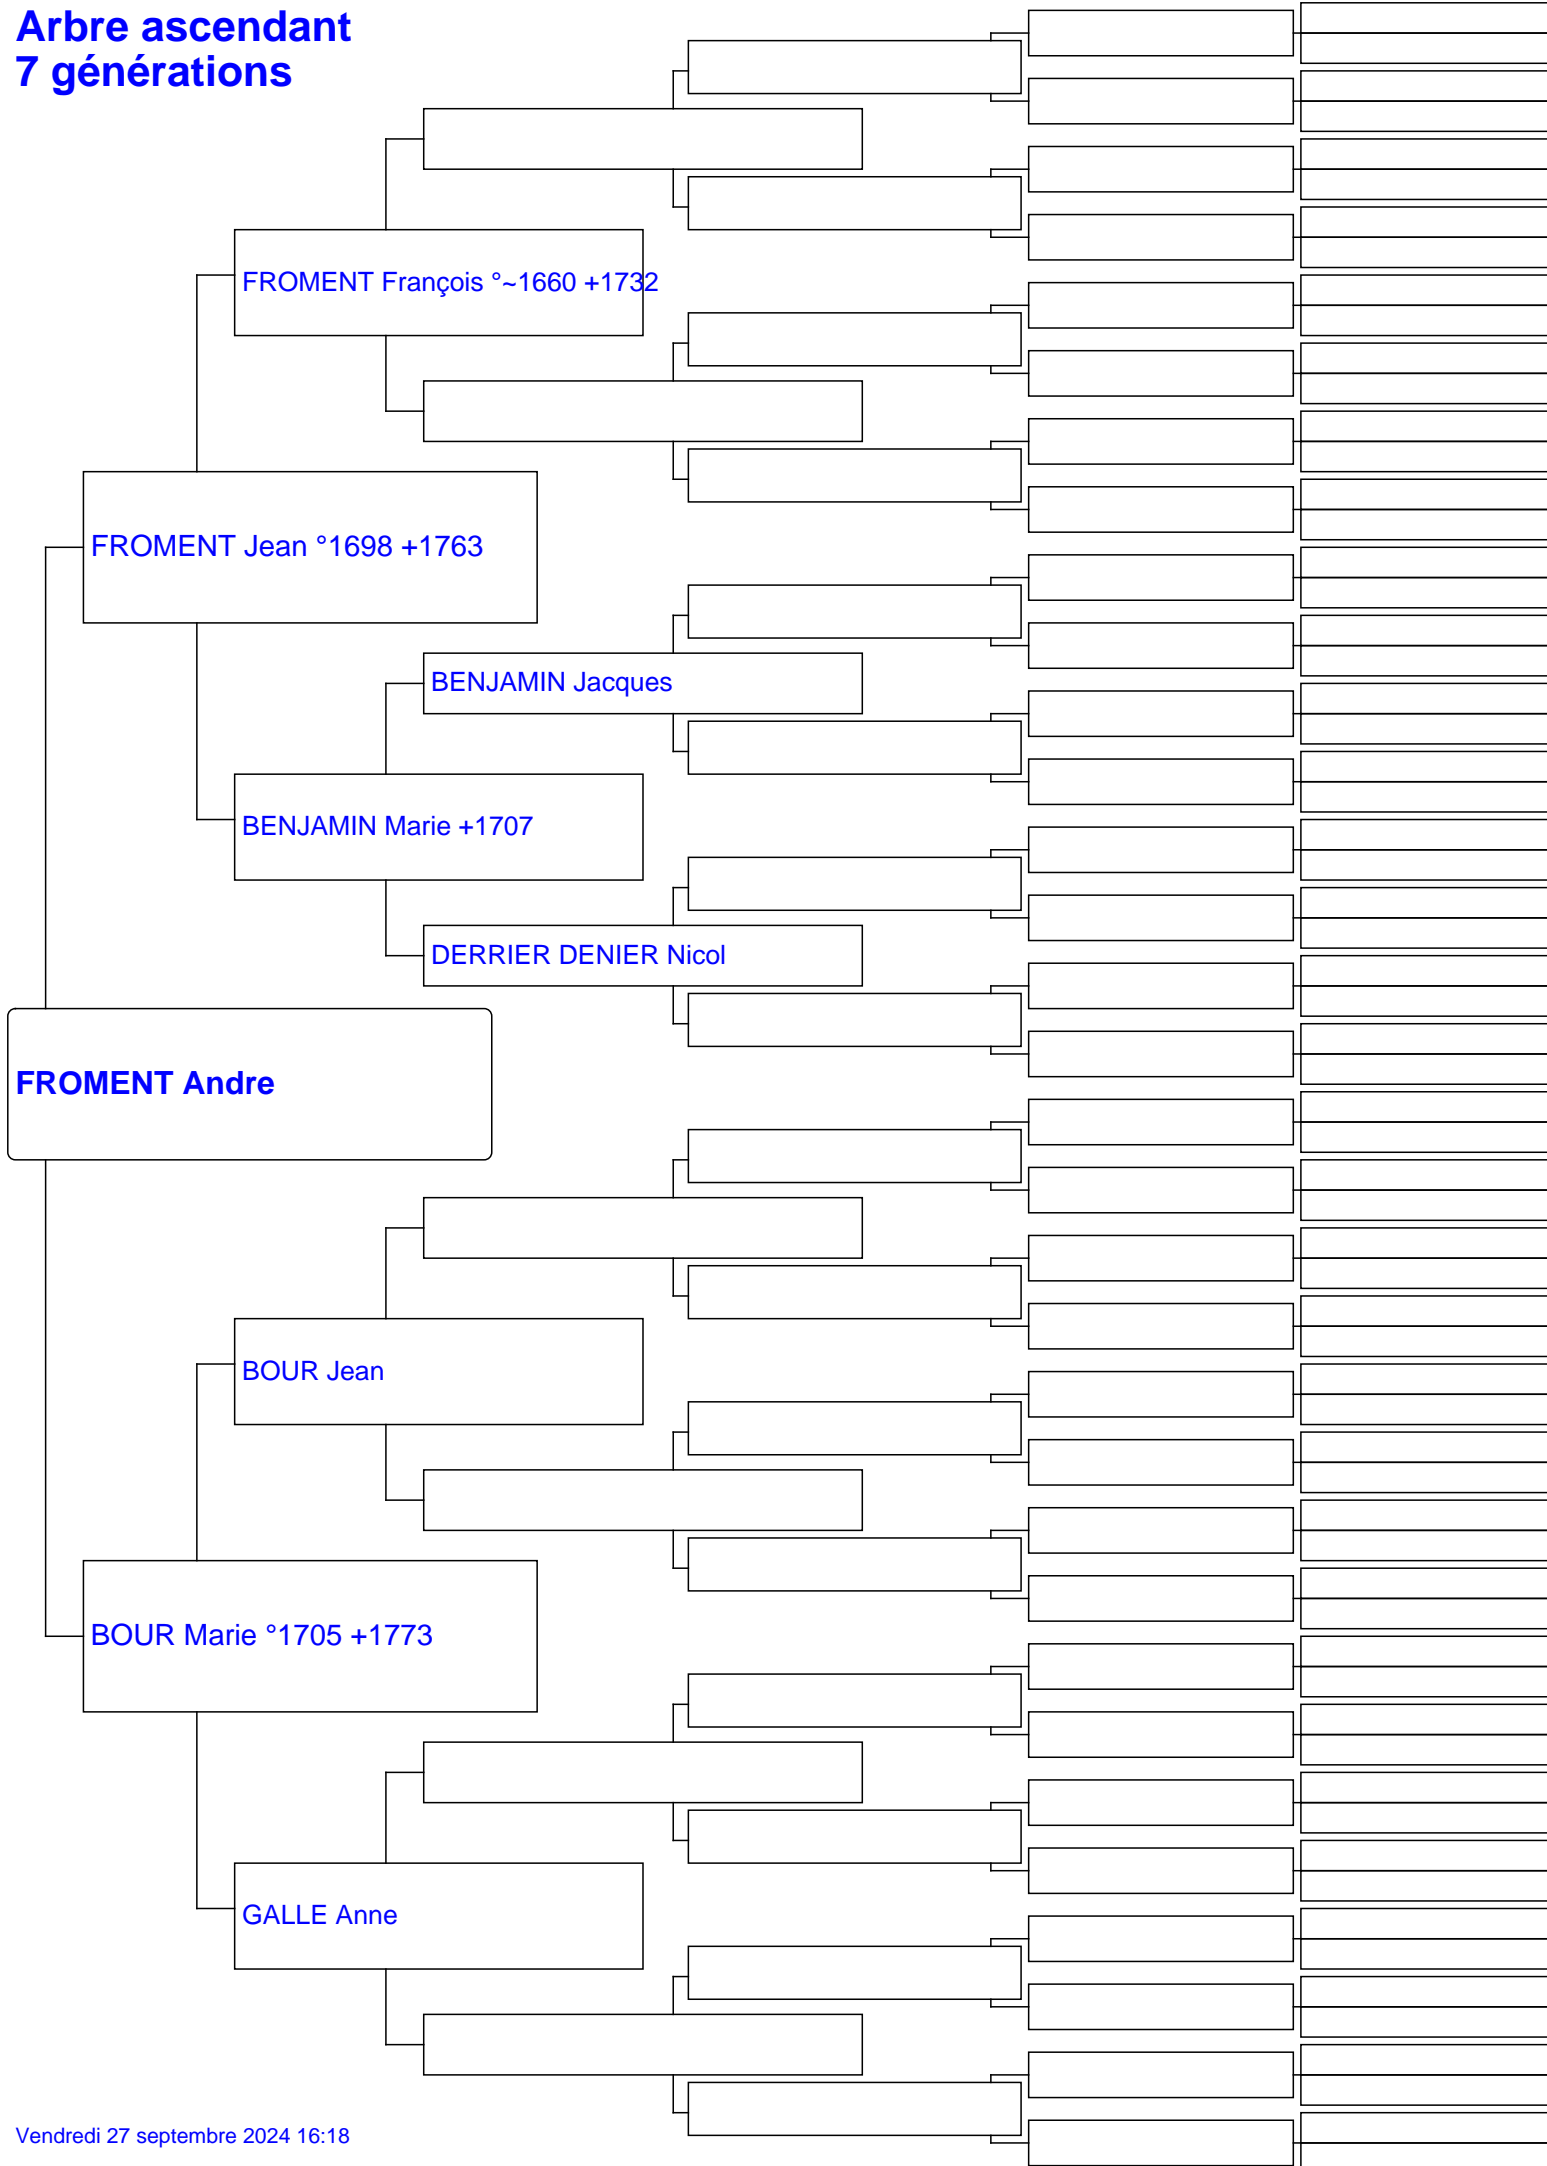 Arbre ascendant
7 générations
FROMENT François °~1660 +1732
FROMENT Jean °1698 +1763
BENJAMIN Jacques
BENJAMIN Marie +1707
DERRIER DENIER Nicol
FROMENT Andre
BOUR Jean
BOUR Marie °1705 +1773
GALLE Anne
Vendredi 27 septembre 2024 16:18